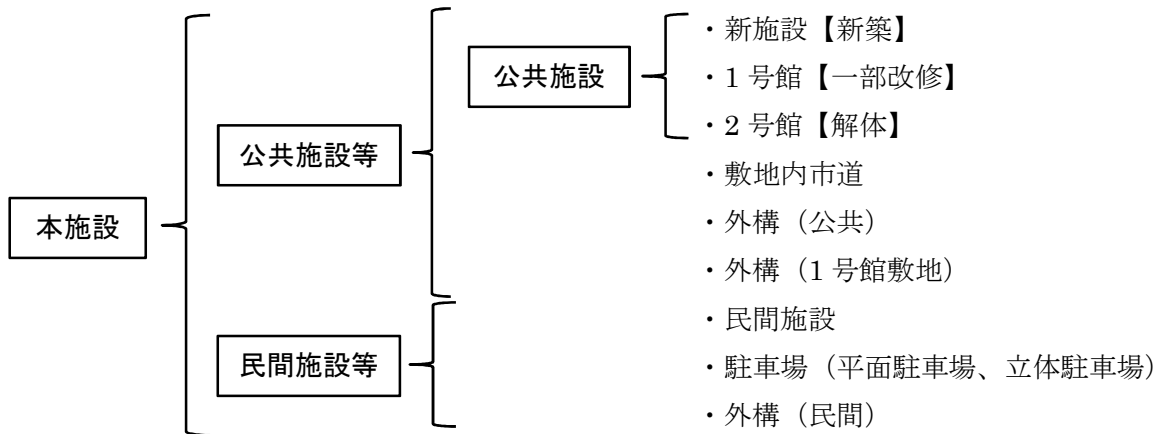 本施設
公共施設等
公共施設
・新施設【新築】
・1 号館【一部改修】
・2 号館【解体】
・敷地内市道
・外構（公共）
・外構（1 号館敷地）
民間施設等
・民間施設
・駐車場（平面駐車場、立体駐車場）
・外構（民間）